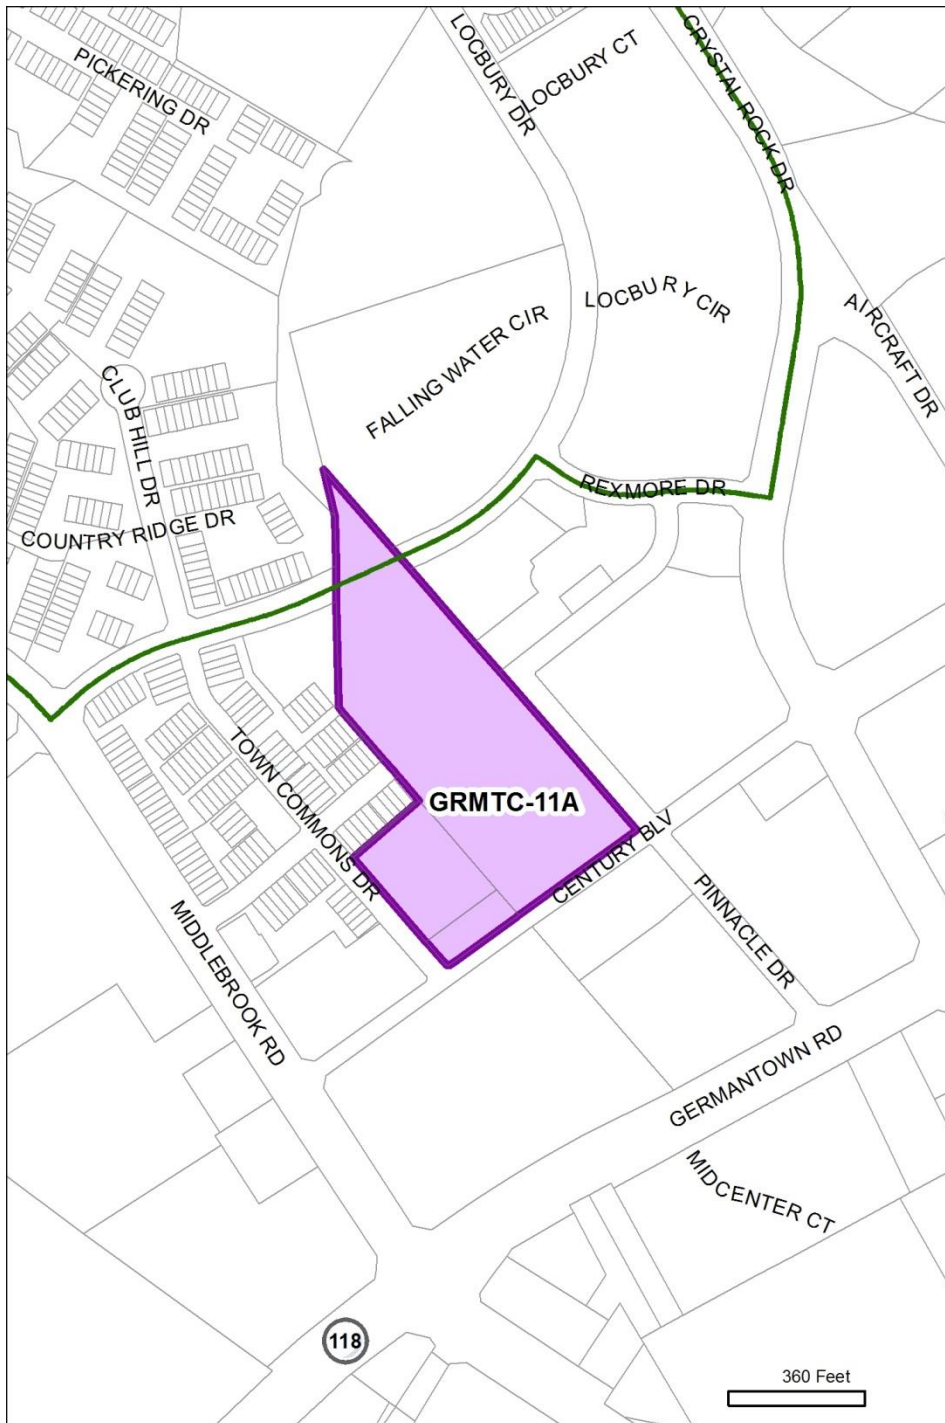 LOCBURY DR
LOCBURY CT
CRYSTAL ROCK DR
PICKERING DR
LOCBURY CIR
AIRCRAFT DR
FALLING WATER CIR
CLUB HILL DR
REXMORE DR
COUNTRY RIDGE DR
TOWN COMMONS DR
GRMTC-11A
CENTURY BLV
PINNACLE DR
MIDDLEBROOK RD
GERMANTOWN RD
MIDCENTER CT
118
360 Feet